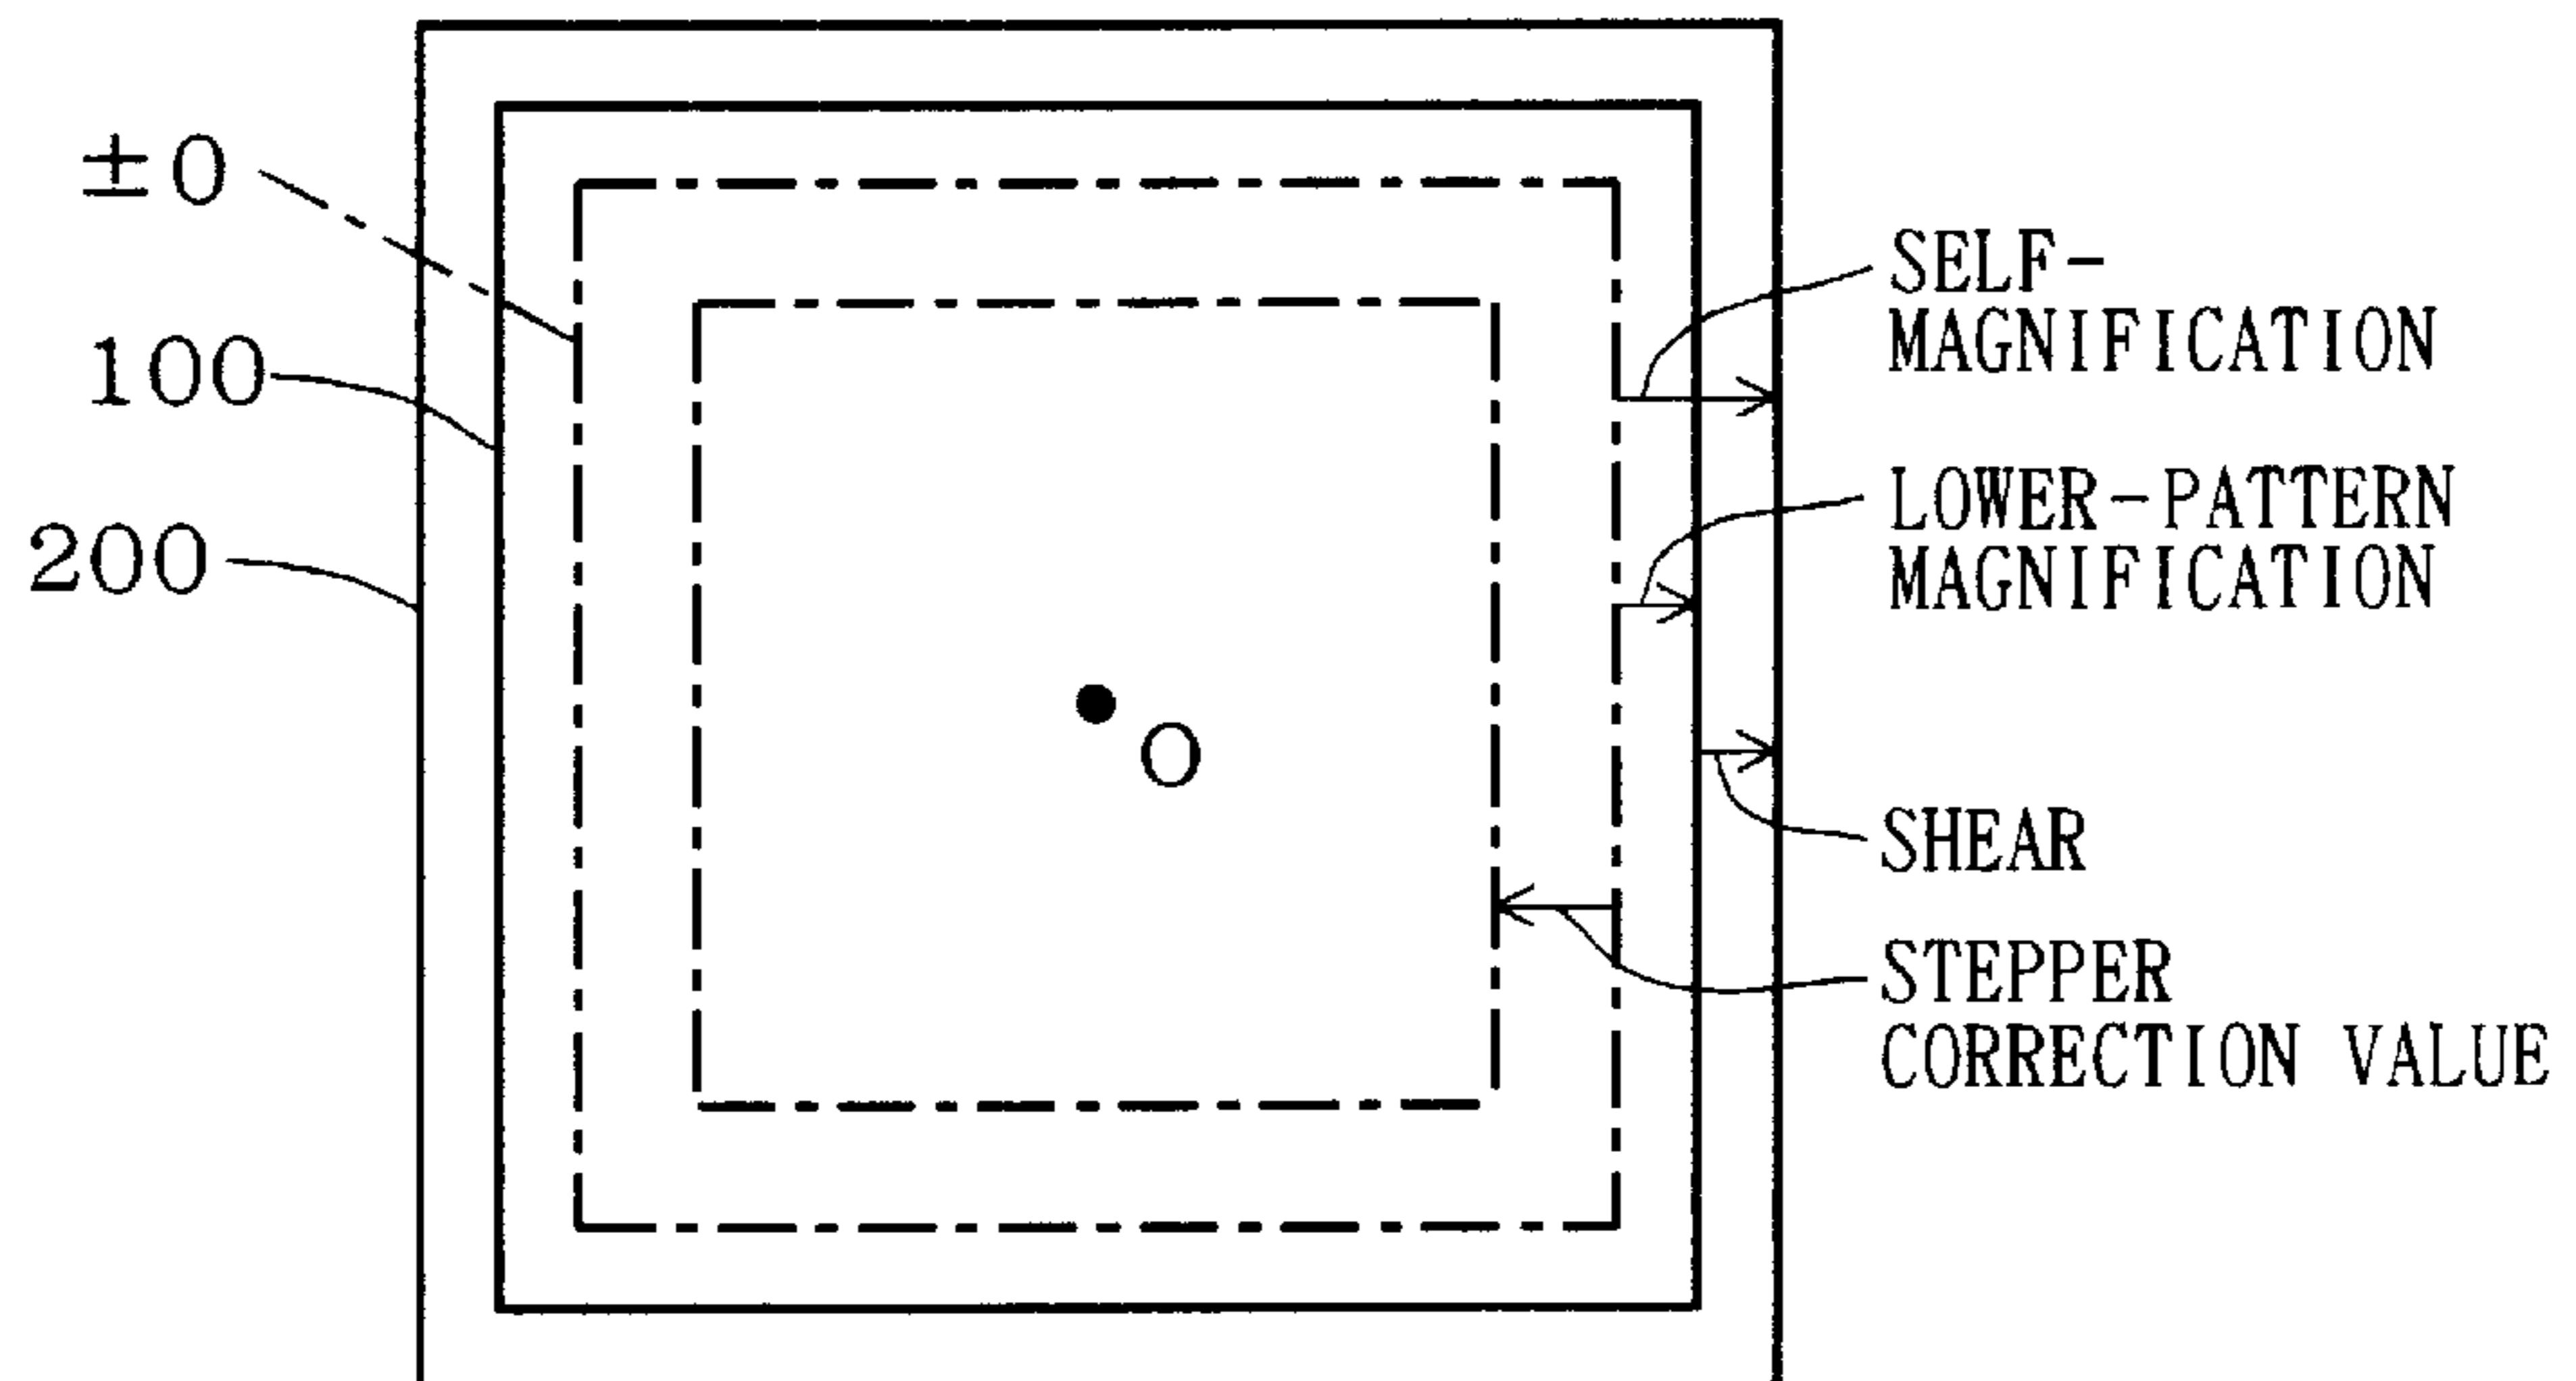 ±0
100
200
SELF-
MAGNIFICATION
LOWER-PATTERN
MAGNIFICATION
O
SHEAR
STEPPER
CORRECTION VALUE